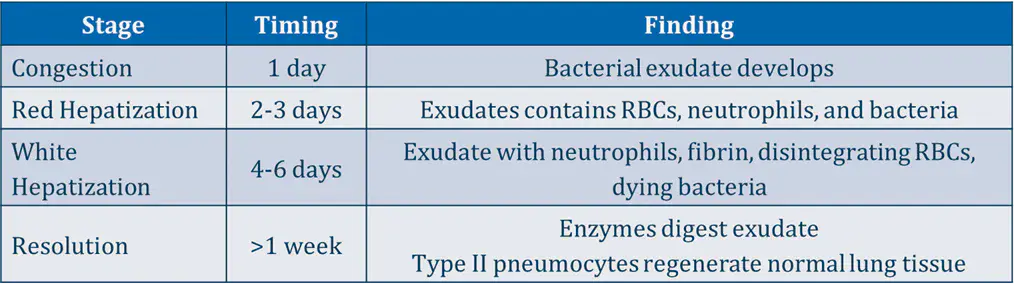 Stage Timing Finding
Congestion 1 day Bacterial exudate develops
Red Hepatization 2-3 days Exudates contains RBCs, neutrophils, and bacteria
White
Hepatization
4-6 days
Exudate with neutrophils, fibrin, disintegrating RBCs,
dying bacteria
Resolution >1 week
Enzymes digest exudate
Type II pneumocytes regenerate normal lung tissue